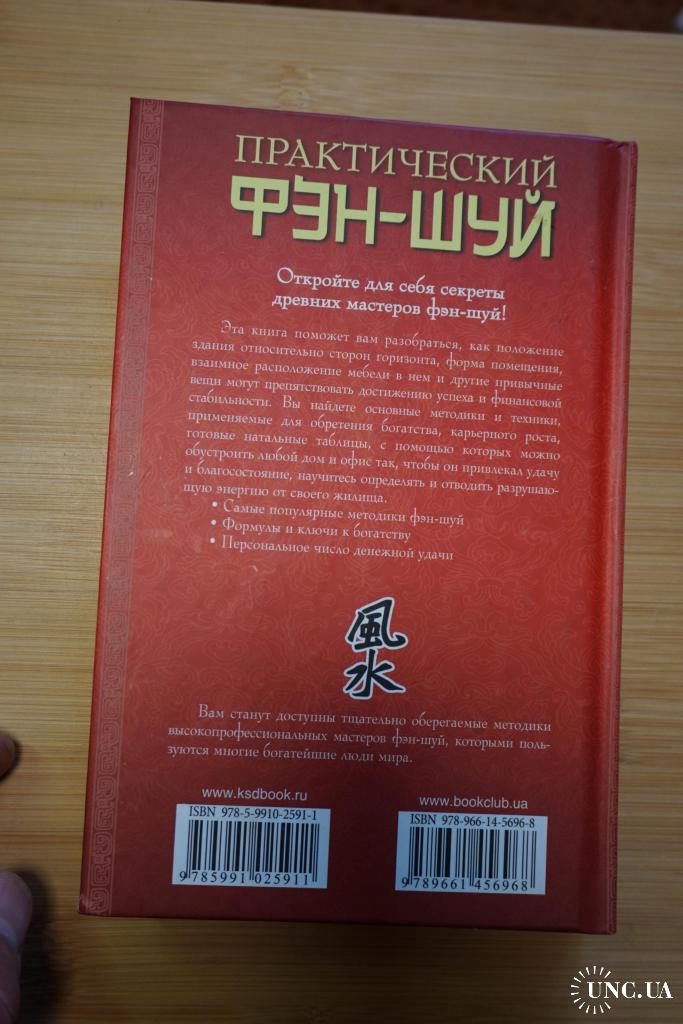 ПРАКТИЧЕСКИЙ
ФЭН-ШУЙ
Откройте для себя секреты
древних мастеров фэн-шуй!
Эта книга поможет вам разобраться, как положение
здания относительно сторон горизонта, форма помещения,
взаимное расположение мебели в нем и другие привычные
вещи могут препятствовать достижению успеха и финансовой
стабильности. Вы найдете основные методики и техники,
применяемые для обретения богатства, карьерного роста,
готовые натальные таблицы, с помощью которых можно
обустроить любой дом и офис так, чтобы он привлекал удачу
и благосостояние, научитесь определять и отводить разрушаю-
щую энергию от своего жилища.
• Самые популярные методики фэн-шуй
• Формулы и ключи к богатству
• Персональное число денежной удачи
風
水
Вам станут доступны тщательно оберегаемые методики
высокопрофессиональных мастеров фэн-шуй, которыми поль-
зуются многие богатейшие люди мира.
www.ksdbook.ru
ISBN 978-5-9910-2591-1
9 785991 025911
www.bookclub.ua
ISBN 978-966-14-5696-8
9 789661 456968
UNC.UA